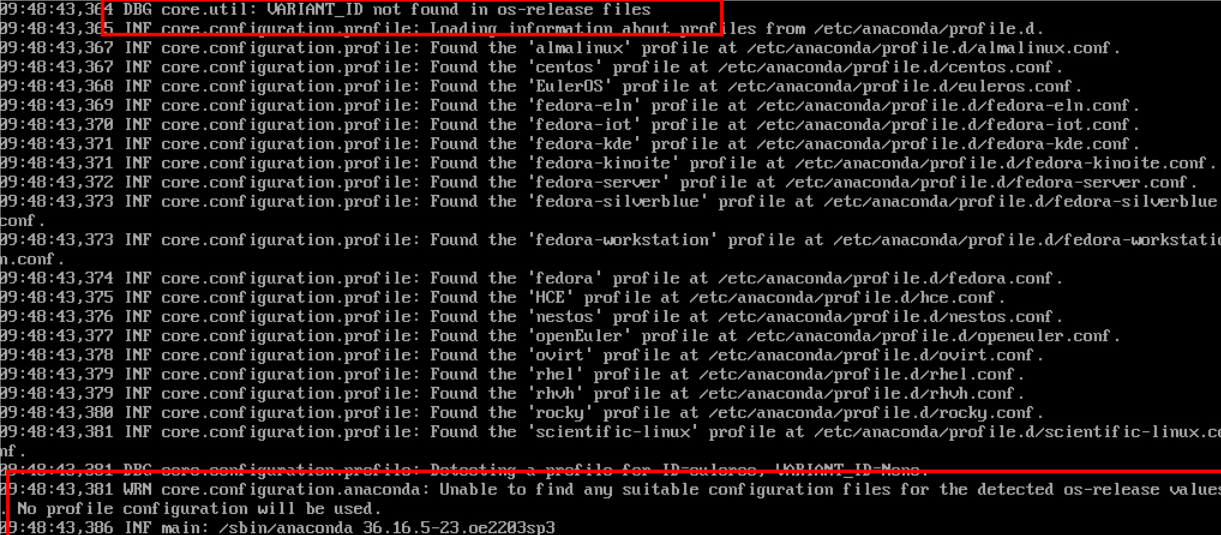 09:48:43,364 DBG core.util: VARIANT_ID not found in os-release files
09:48:43,365 INF core.configuration.profile: Loading information about profiles from /etc/anaconda/profile.d.
09:48:43,367 INF core.configuration.profile: Found the 'almalinux' profile at /etc/anaconda/profile.d/almalinux.conf.
09:48:43,367 INF core.configuration.profile: Found the 'centos' profile at /etc/anaconda/profile.d/centos.conf.
09:48:43,368 INF core.configuration.profile: Found the 'EulerOS' profile at /etc/anaconda/profile.d/euleros.conf.
09:48:43,369 INF core.configuration.profile: Found the 'fedora-eln' profile at /etc/anaconda/profile.d/fedora-eln.conf.
09:48:43,370 INF core.configuration.profile: Found the 'fedora-iot' profile at /etc/anaconda/profile.d/fedora-iot.conf.
09:48:43,371 INF core.configuration.profile: Found the 'fedora-kde' profile at /etc/anaconda/profile.d/fedora-kde.conf.
09:48:43,371 INF core.configuration.profile: Found the 'fedora-kinoite' profile at /etc/anaconda/profile.d/fedora-kinoite.conf.
09:48:43,372 INF core.configuration.profile: Found the 'fedora-server' profile at /etc/anaconda/profile.d/fedora-server.conf.
09:48:43,373 INF core.configuration.profile: Found the 'fedora-silverblue' profile at /etc/anaconda/profile.d/fedora-silverblue
conf.
09:48:43,373 INF core.configuration.profile: Found the 'fedora-workstation' profile at /etc/anaconda/profile.d/fedora-workstatio
n.conf.
09:48:43,374 INF core.configuration.profile: Found the 'fedora' profile at /etc/anaconda/profile.d/fedora.conf.
09:48:43,375 INF core.configuration.profile: Found the 'HCE' profile at /etc/anaconda/profile.d/hce.conf.
09:48:43,376 INF core.configuration.profile: Found the 'nestos' profile at /etc/anaconda/profile.d/nestos.conf.
09:48:43,377 INF core.configuration.profile: Found the 'openEuler' profile at /etc/anaconda/profile.d/openeuler.conf.
09:48:43,378 INF core.configuration.profile: Found the 'ovirt' profile at /etc/anaconda/profile.d/ovirt.conf.
09:48:43,379 INF core.configuration.profile: Found the 'rhel' profile at /etc/anaconda/profile.d/rhel.conf.
09:48:43,379 INF core.configuration.profile: Found the 'rhvh' profile at /etc/anaconda/profile.d/rhvh.conf.
09:48:43,380 INF core.configuration.profile: Found the 'rocky' profile at /etc/anaconda/profile.d/rocky.conf.
09:48:43,381 INF core.configuration.profile: Found the 'scientific-linux' profile at /etc/anaconda/profile.d/scientific-linux.co
nf.
09:48:43,381 DBG core.configuration.profile: Detecting a profile for ID=euleros, VARIANT_ID=None.
09:48:43,381 WRN core.configuration.anaconda: Unable to find any suitable configuration files for the detected os-release values
. No profile configuration will be used.
09:48:43,386 INF main: /sbin/anaconda 36.16.5-23.oe2203sp3